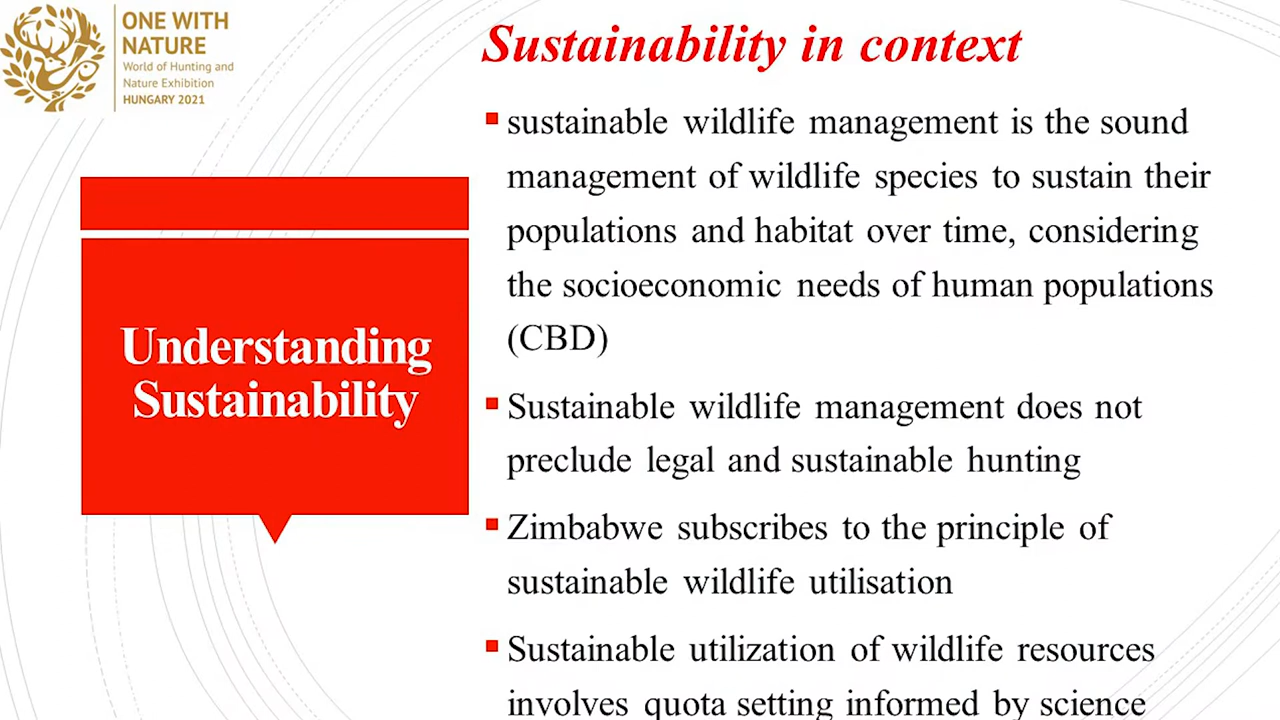 ONE WITH
NATURE
World of Hunting and
Nature Exhibition
HUNGARY 2021
Understanding
Sustainability
Sustainability in context
sustainable wildlife management is the sound
management of wildlife species to sustain their
populations and habitat over time, considering
the socioeconomic needs of human populations
(CBD)
Sustainable wildlife management does not
preclude legal and sustainable hunting
Zimbabwe subscribes to the principle of
sustainable wildlife utilisation
Sustainable utilization of wildlife resources
involves quota setting informed by science